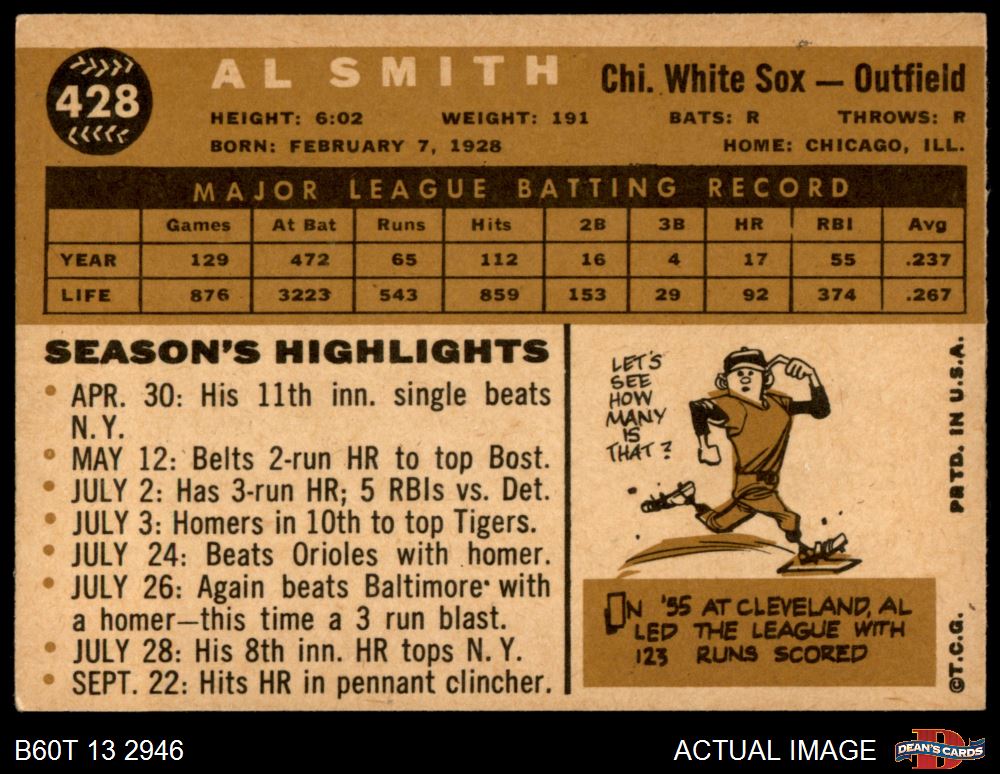 428
AL SMITH
Chi. White Sox — Outfield
HEIGHT: 6:02 WEIGHT: 191 BATS: R THROWS: R
BORN: FEBRUARY 7, 1928 HOME: CHICAGO, ILL.
MAJOR LEAGUE BATTING RECORD
Games At Bat Runs Hits 2B 3B HR RBI Avg
YEAR 129 472 65 112 16 4 17 55 .237
LIFE 876 3223 543 859 153 29 92 374 .267
SEASON'S HIGHLIGHTS
• APR. 30: His 11th inn. single beats
N.Y.
• MAY 12: Belts 2-run HR to top Bost.
• JULY 2: Has 3-run HR; 5 RBIs vs. Det.
• JULY 3: Homers in 10th to top Tigers.
• JULY 24: Beats Orioles with homer.
• JULY 26: Again beats Baltimore with
a homer—this time a 3 run blast.
• JULY 28: His 8th inn. HR tops N.Y.
• SEPT. 22: Hits HR in pennant clincher.
LET'S
SEE
HOW
MANY
IS
THAT?
IN '55 AT CLEVELAND, AL
LED THE LEAGUE WITH
123 RUNS SCORED
©T.C.G. PRTD. IN U.S.A.
B60T 13 2946
ACTUAL IMAGE
DEAN'S CARDS